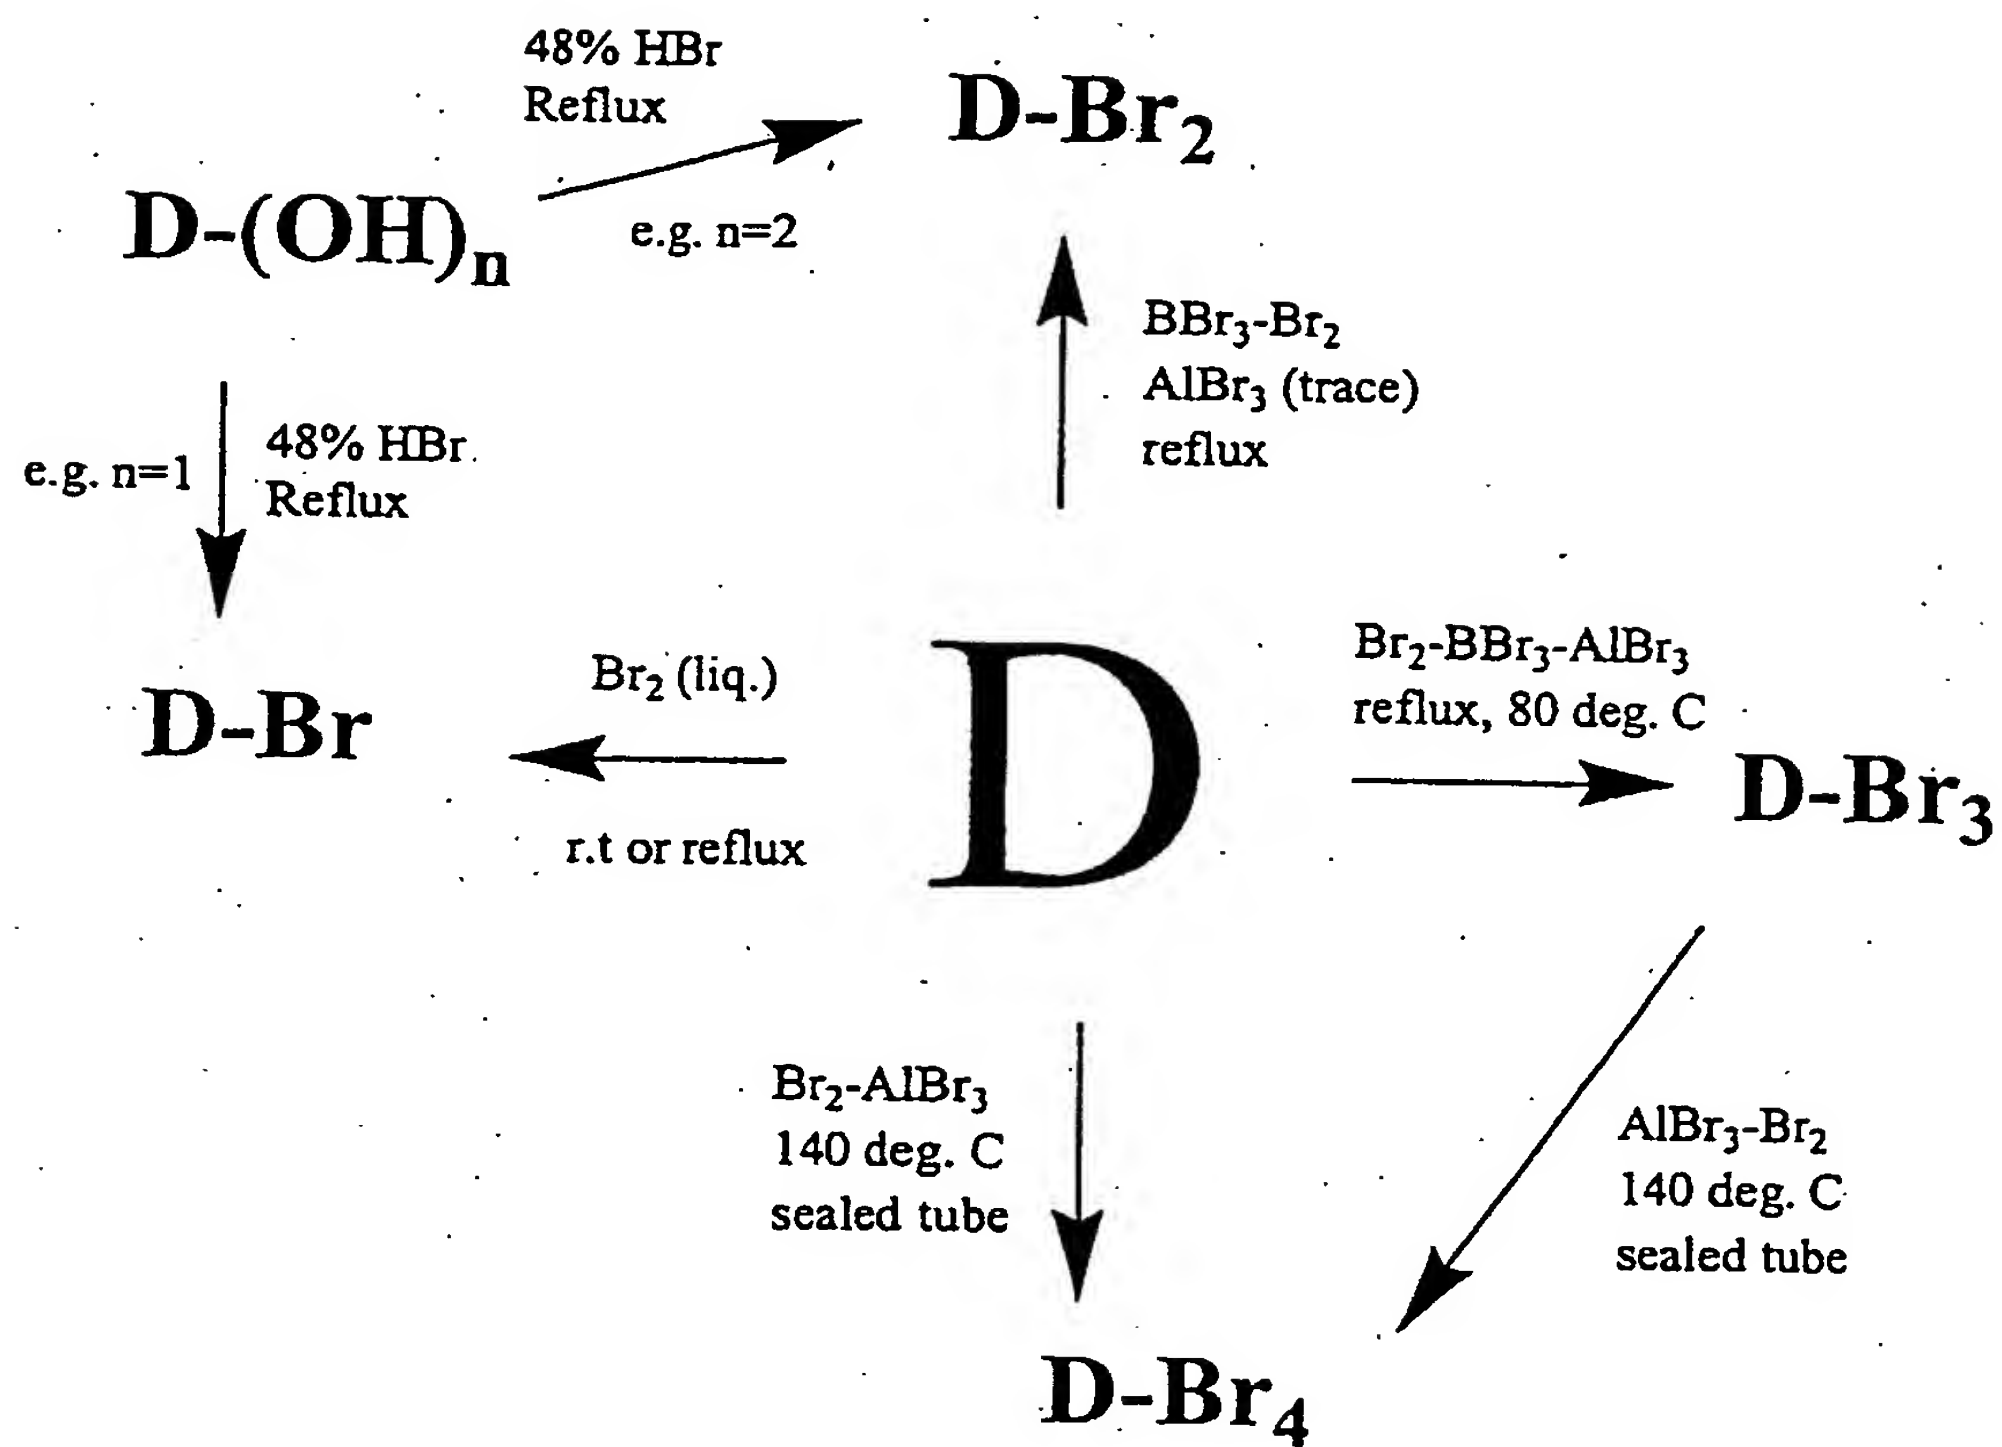 48% HBr
Reflux
D-Br₂
D-(OH)ₙ
e.g. n=2
BBr₃-Br₂
AlBr₃ (trace)
reflux
e.g. n=1
48% HBr
Reflux
Br₂ (liq.)
r.t or reflux
D-Br
D
Br₂-BBr₃-AlBr₃
reflux, 80 deg. C
D-Br₃
Br₂-AlBr₃
140 deg. C
sealed tube
AlBr₃-Br₂
140 deg. C
sealed tube
D-Br₄